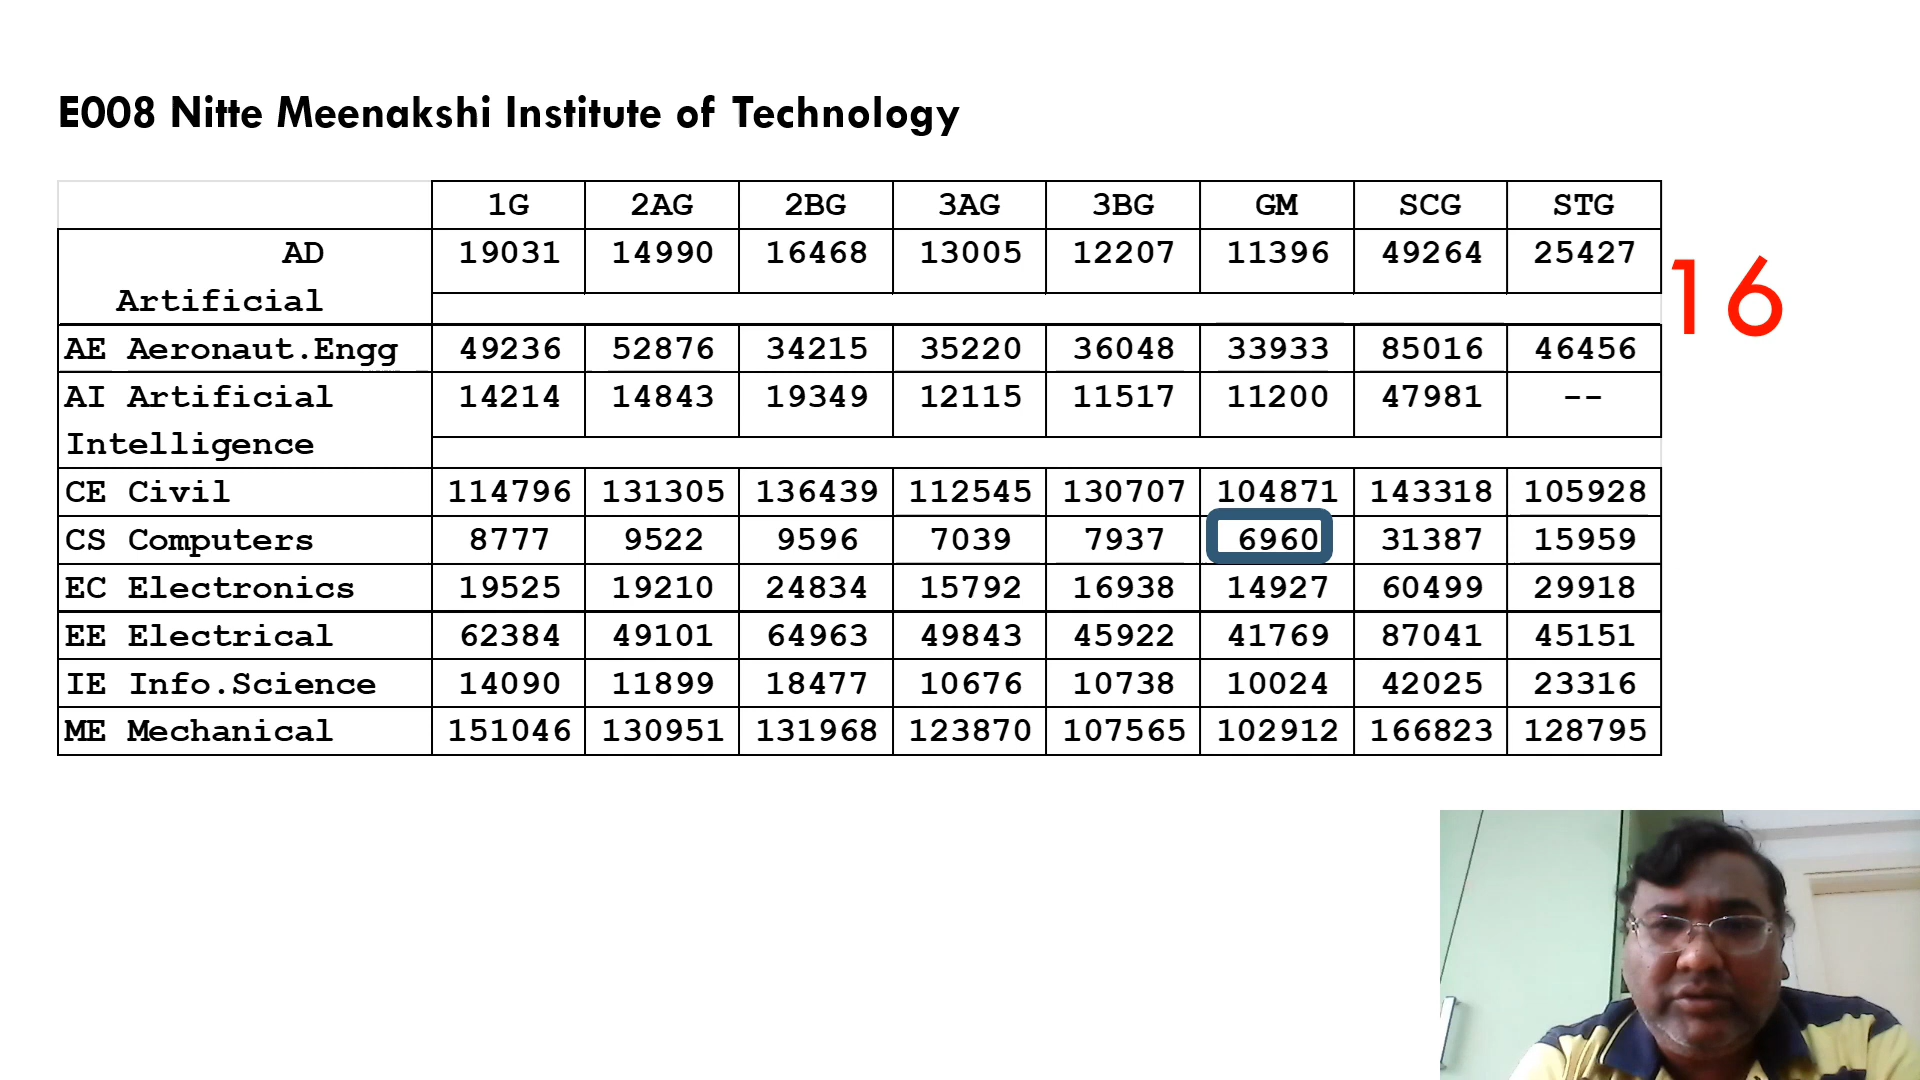 E008 Nitte Meenakshi Institute of Technology
1G 2AG 2BG 3AG 3BG GM SCG STG
AD 19031 14990 16468 13005 12207 11396 49264 25427
Artificial
16
AE Aeronaut.Engg 49236 52876 34215 35220 36048 33933 85016 46456
AI Artificial 14214 14843 19349 12115 11517 11200 47981 --
Intelligence
CE Civil 114796 131305 136439 112545 130707 104871 143318 105928
CS Computers 8777 9522 9596 7039 7937 6960 31387 15959
EC Electronics 19525 19210 24834 15792 16938 14927 60499 29918
EE Electrical 62384 49101 64963 49843 45922 41769 87041 45151
IE Info.Science 14090 11899 18477 10676 10738 10024 42025 23316
ME Mechanical 151046 130951 131968 123870 107565 102912 166823 128795